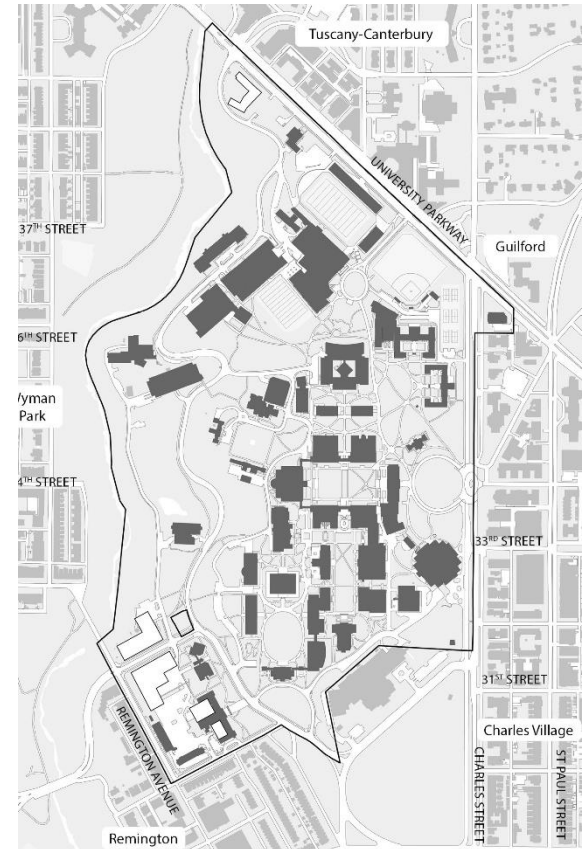 Tuscany-Canterbury
UNIVERSITY PARKWAY
37TH STREET
Guilford
6TH STREET
Wyman
Park
4TH STREET
33RD STREET
31ST STREET
REMINGTON AVENUE
Charles Village
CHARLES STREET
ST PAUL STREET
Remington